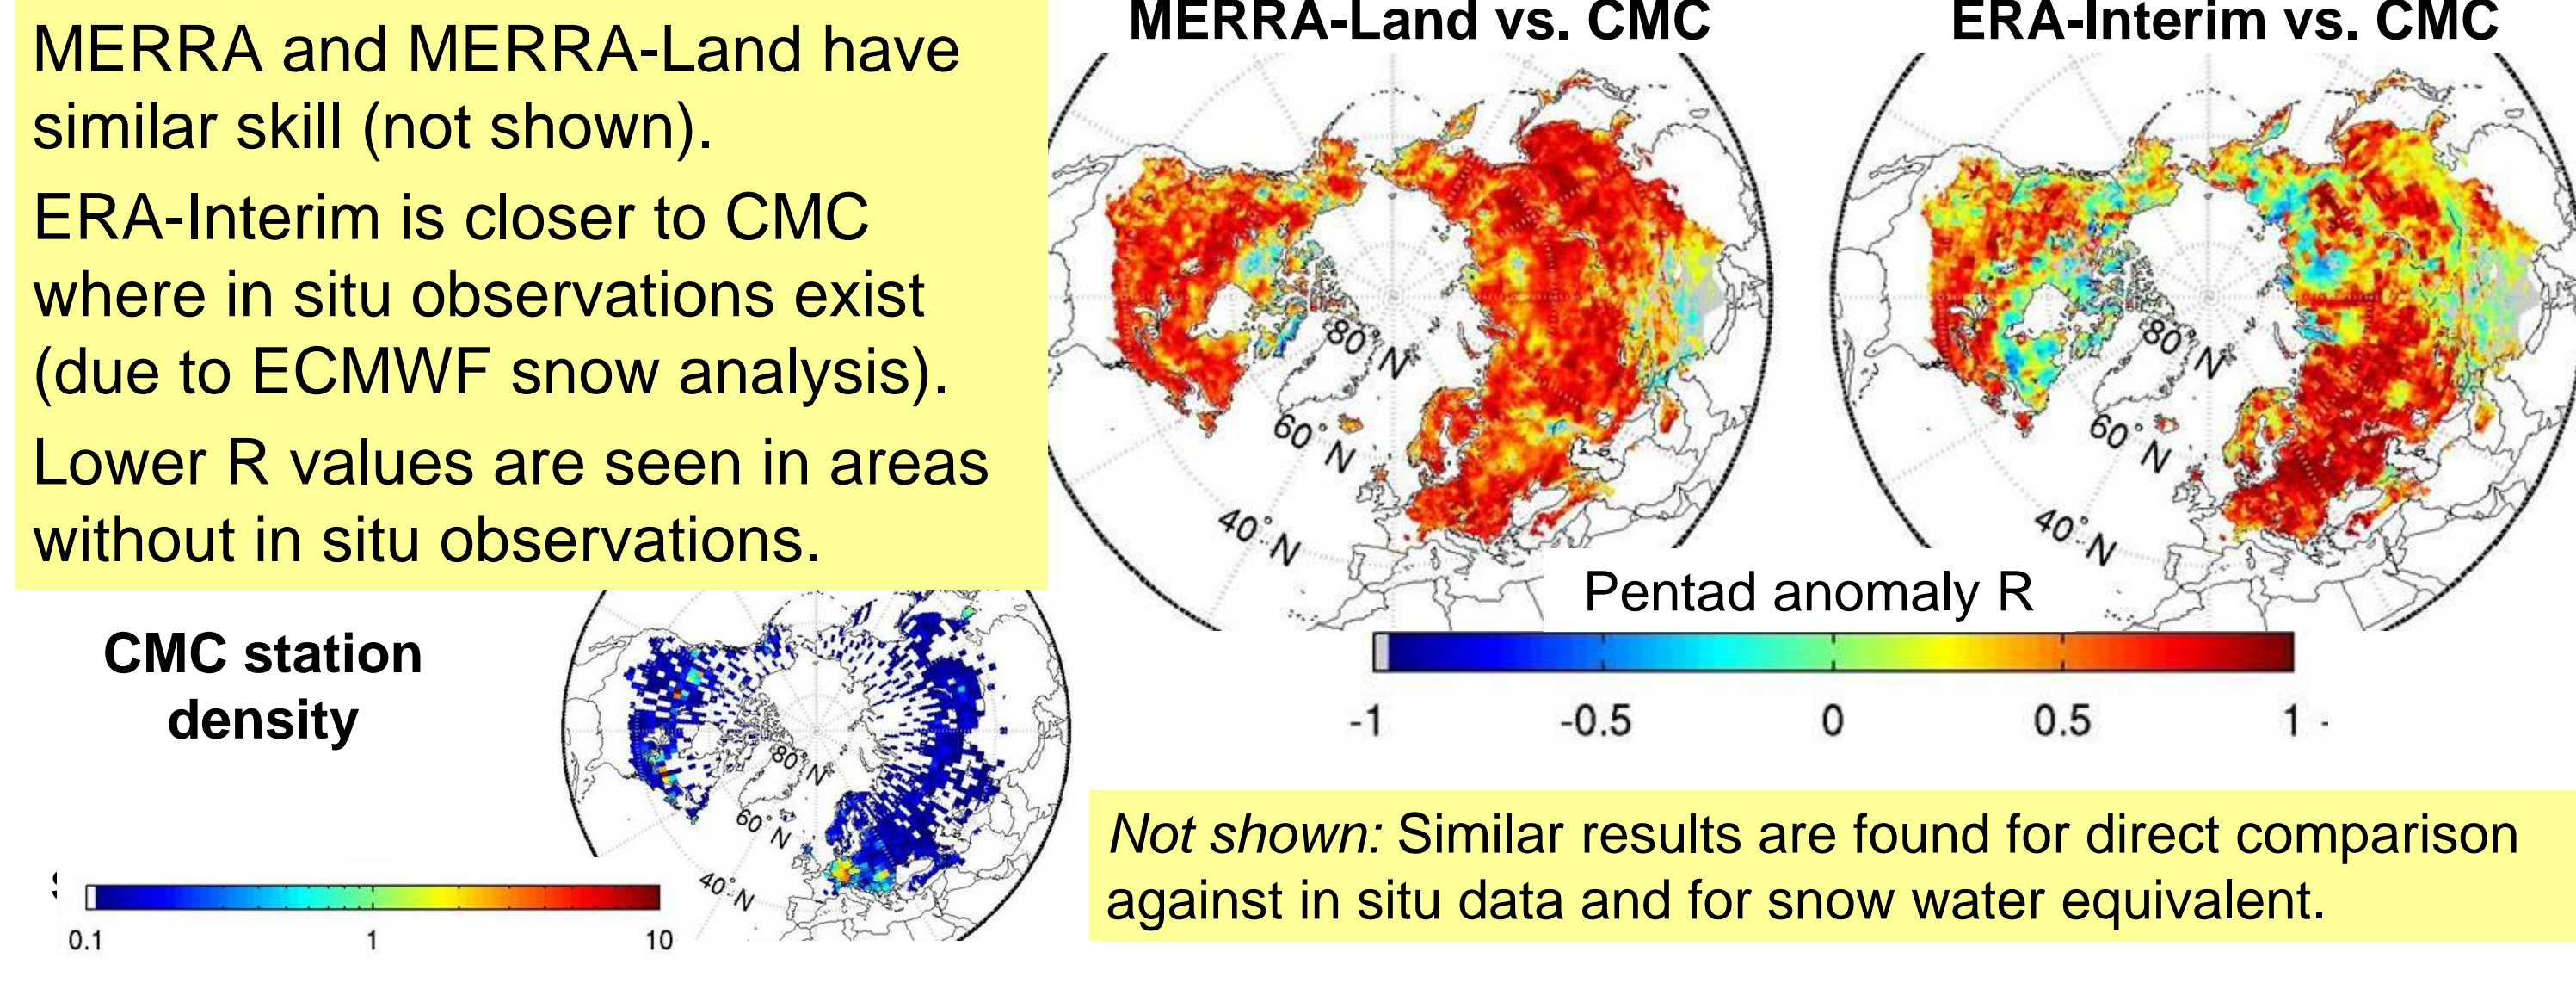 MERRA and MERRA-Land have
similar skill (not shown).
ERA-Interim is closer to CMC
where in situ observations exist
(due to ECMWF snow analysis).
Lower R values are seen in areas
without in situ observations.
MERRA-Land vs. CMC
80°N
60°N
40°N
ERA-Interim vs. CMC
80°N
60°N
40°N
Pentad anomaly R
-1 -0.5 0 0.5 1 -
CMC station
density
80°N
60°N
40°N
0.1 1 10
Not shown: Similar results are found for direct comparison
against in situ data and for snow water equivalent.